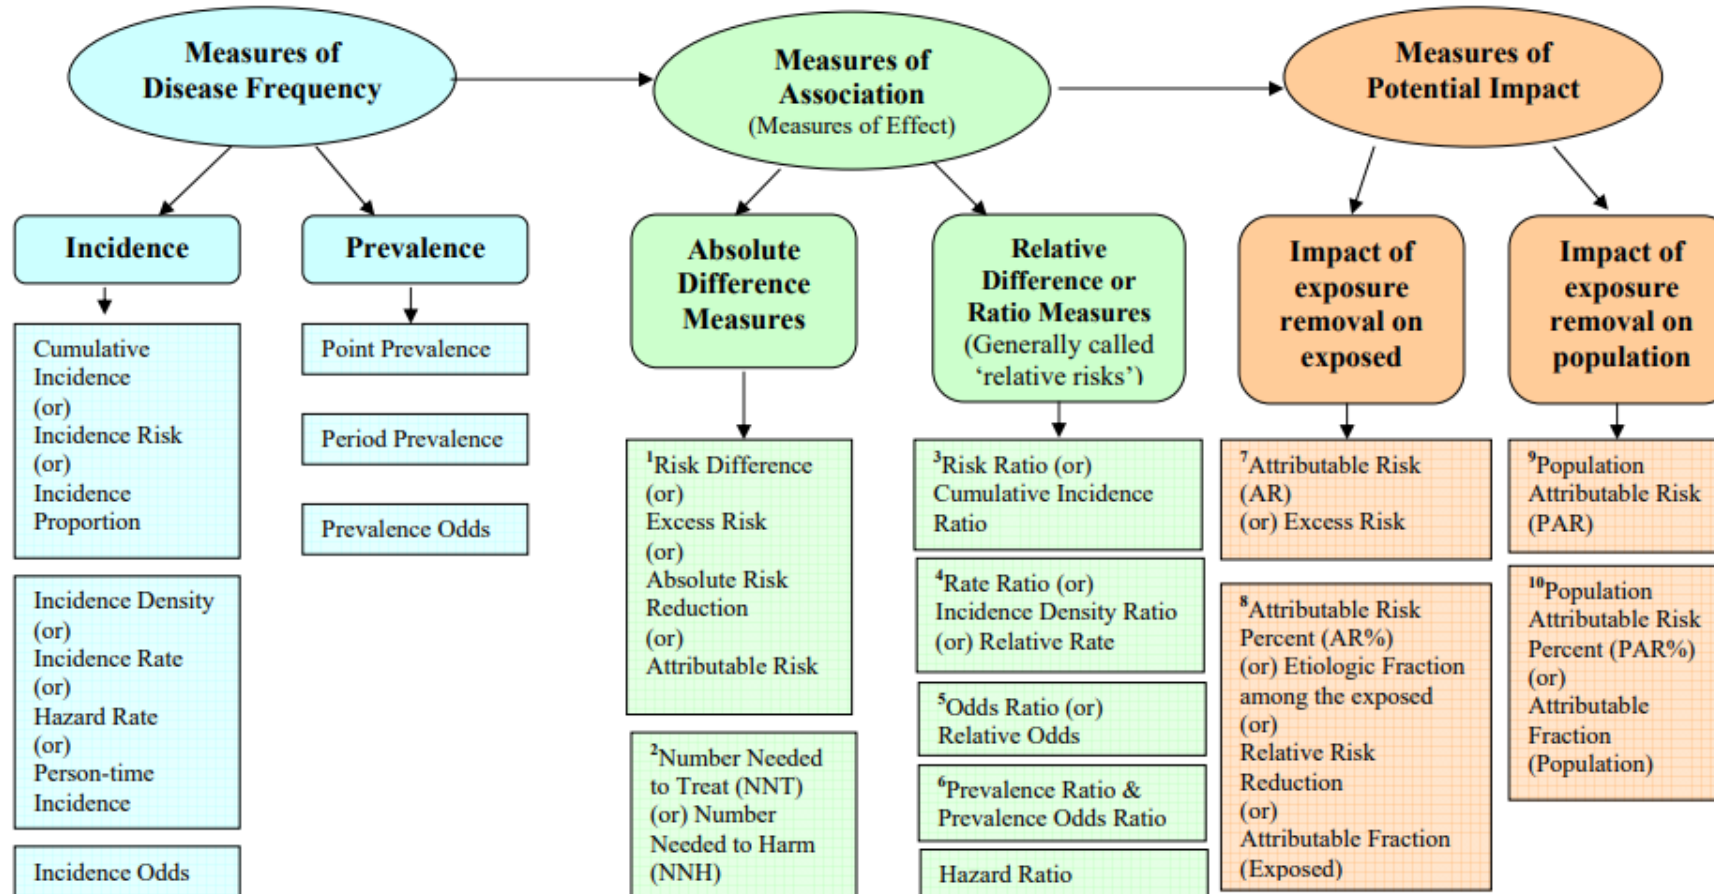 Measures of
Disease Frequency
Measures of
Association
(Measures of Effect)
Measures of
Potential Impact
Incidence
Prevalence
Absolute
Difference
Measures
Relative
Difference or
Ratio Measures
(Generally called
‘relative risks’)
Impact of
exposure
removal on
exposed
Impact of
exposure
removal on
population
Cumulative
Incidence
(or)
Incidence Risk
(or)
Incidence
Proportion
Incidence Density
(or)
Incidence Rate
(or)
Hazard Rate
(or)
Person-time
Incidence
Incidence Odds
Point Prevalence
Period Prevalence
Prevalence Odds
¹Risk Difference
(or)
Excess Risk
(or)
Absolute Risk
Reduction
(or)
Attributable Risk
²Number Needed
to Treat (NNT)
(or) Number
Needed to Harm
(NNH)
³Risk Ratio (or)
Cumulative Incidence
Ratio
⁴Rate Ratio (or)
Incidence Density Ratio
(or) Relative Rate
⁵Odds Ratio (or)
Relative Odds
⁶Prevalence Ratio &
Prevalence Odds Ratio
Hazard Ratio
⁷Attributable Risk
(AR)
(or) Excess Risk
⁸Attributable Risk
Percent (AR%)
(or) Etiologic Fraction
among the exposed
(or)
Relative Risk
Reduction
(or)
Attributable Fraction
(Exposed)
⁹Population
Attributable Risk
(PAR)
¹⁰Population
Attributable Risk
Percent (PAR%)
(or)
Attributable
Fraction
(Population)